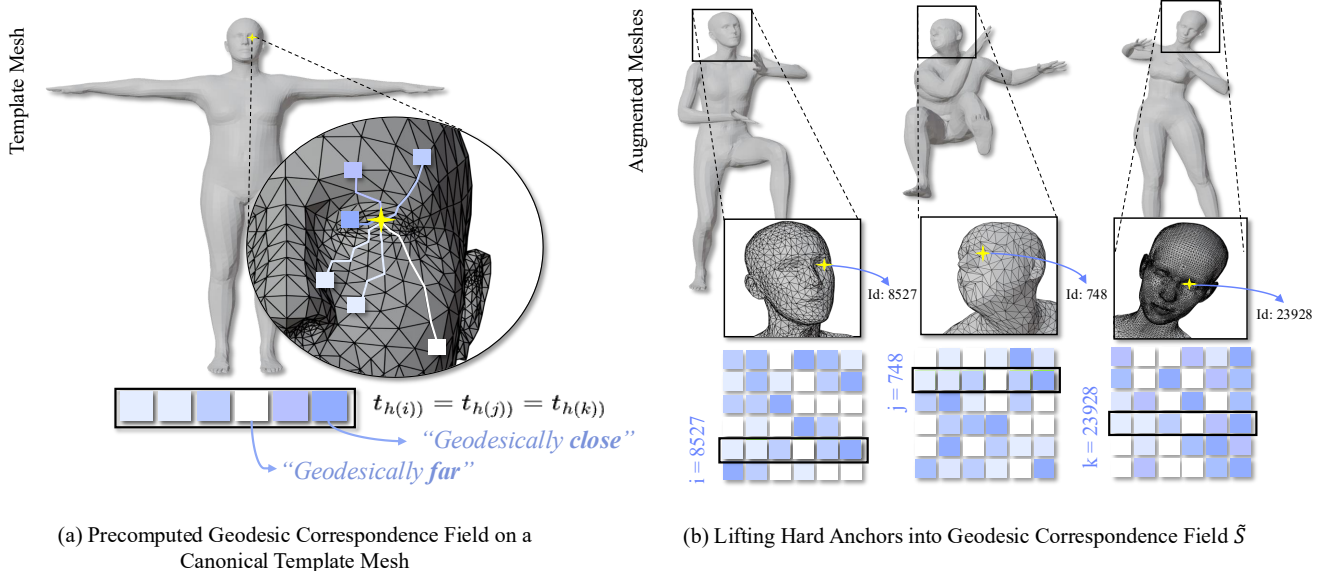 Template Mesh
t_{h(i))} = t_{h(j))} = t_{h(k))}
“Geodesically close”
“Geodesically far”
(a) Precomputed Geodesic Correspondence Field on a
Canonical Template Mesh
Augmented Meshes
Id: 8527
Id: 748
Id: 23928
i = 8527
j = 748
k = 23928
(b) Lifting Hard Anchors into Geodesic Correspondence Field S̃